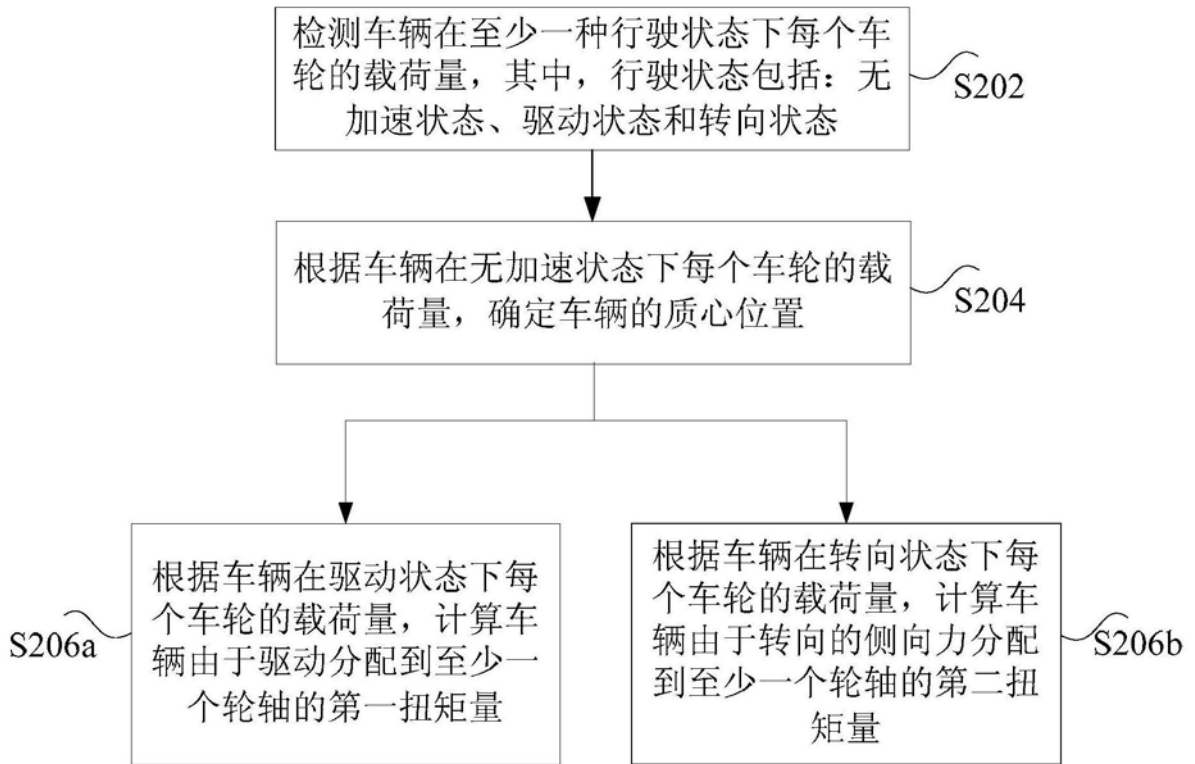 检测车辆在至少一种行驶状态下每个车
轮的载荷量，其中，行驶状态包括：无
加速状态、驱动状态和转向状态
S202
根据车辆在无加速状态下每个车轮的载
荷量，确定车辆的质心位置
S204
根据车辆在驱动状态下每
个车轮的载荷量，计算车
辆由于驱动分配到至少一
个轮轴的第一扭矩量
S206a
根据车辆在转向状态下每
个车轮的载荷量，计算车
辆由于转向的侧向力分配
到至少一个轮轴的第二扭
矩量
S206b